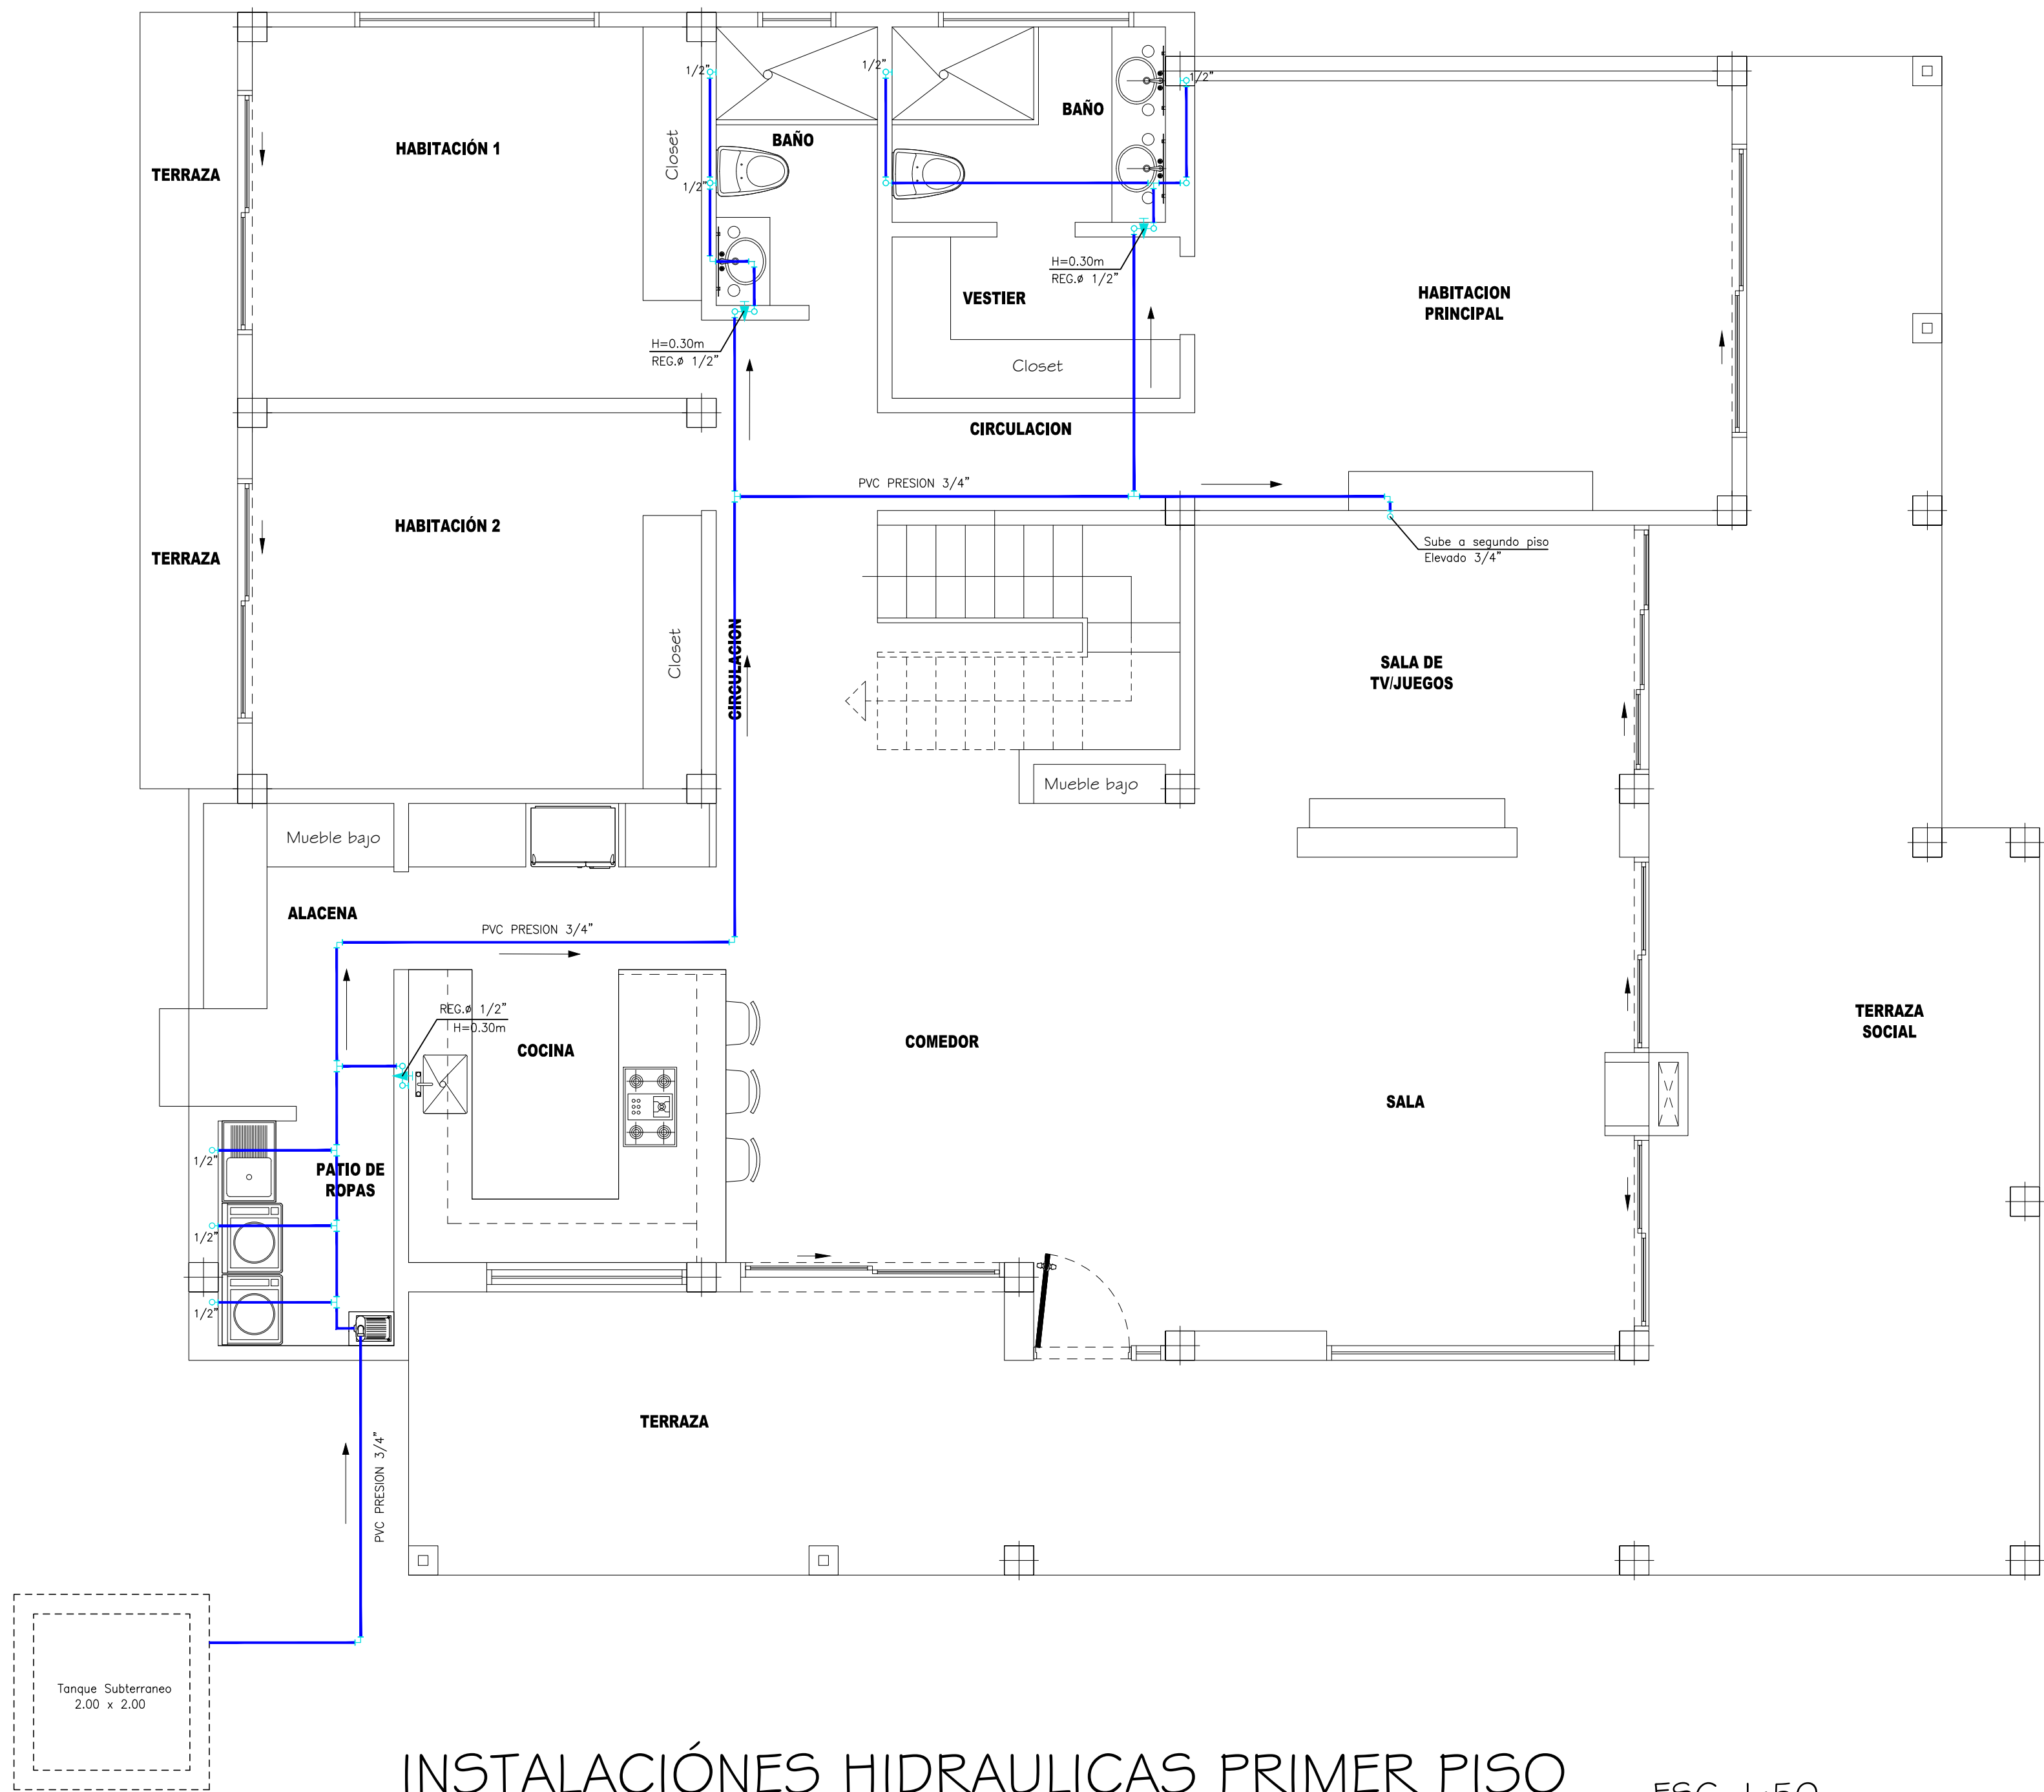 1/2"
1/2"
1/2"
BAÑO
BAÑO
HABITACIÓN 1
Closet
TERRAZA
1/2"
H=0.30m
REG.ø 1/2"
VESTIER
HABITACION
PRINCIPAL
H=0.30m
REG.ø 1/2"
Closet
CIRCULACION
PVC PRESION 3/4"
HABITACIÓN 2
TERRAZA
Sube a segundo piso
Elevado 3/4"
Closet
CIRCULACION
SALA DE
TV/JUEGOS
Mueble bajo
Mueble bajo
ALACENA
PVC PRESION 3/4"
REG.ø 1/2"
H=0.30m
COCINA
COMEDOR
TERRAZA
SOCIAL
SALA
1/2"
PATIO DE
ROPAS
1/2"
1/2"
TERRAZA
PVC PRESION 3/4"
Tanque Subterraneo
2.00 x 2.00
INSTALACIÓNES HIDRAULICAS PRIMER PISO
ESC 1:50